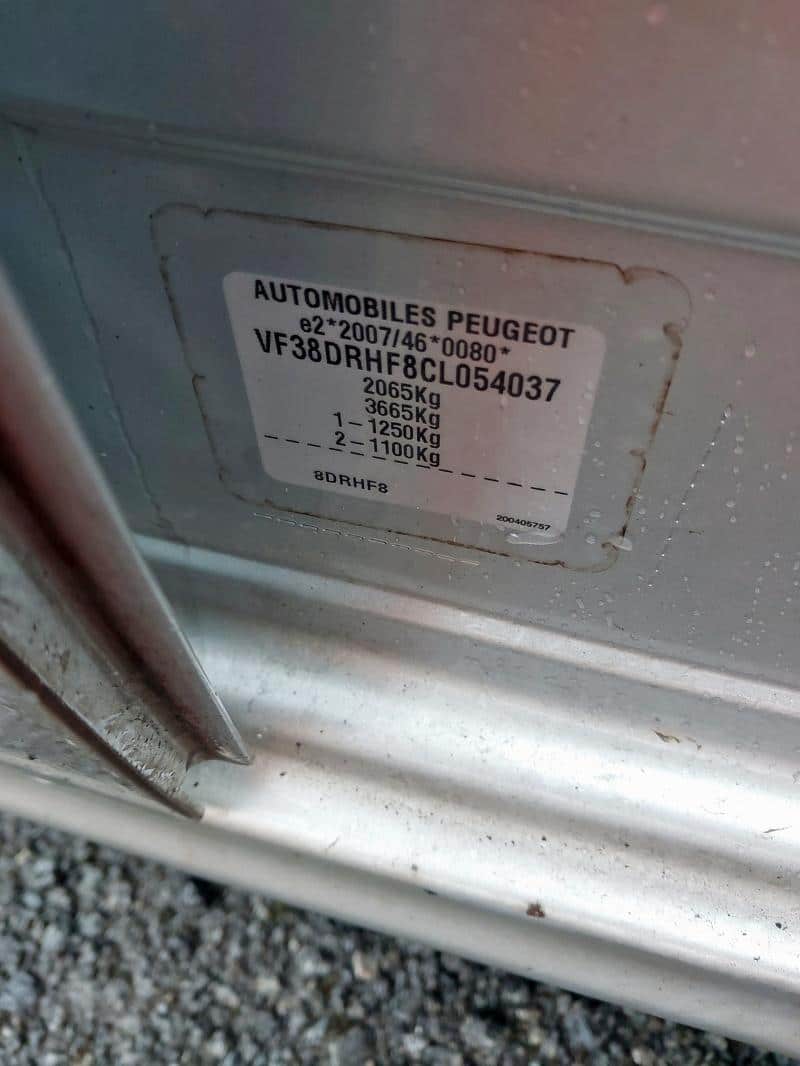 AUTOMOBILES PEUGEOT
e2*2007/46*0080*
VF38DRHF8CL054037
2065Kg
3665Kg
1-1250Kg
2-1100Kg
8DRHF8
200405757